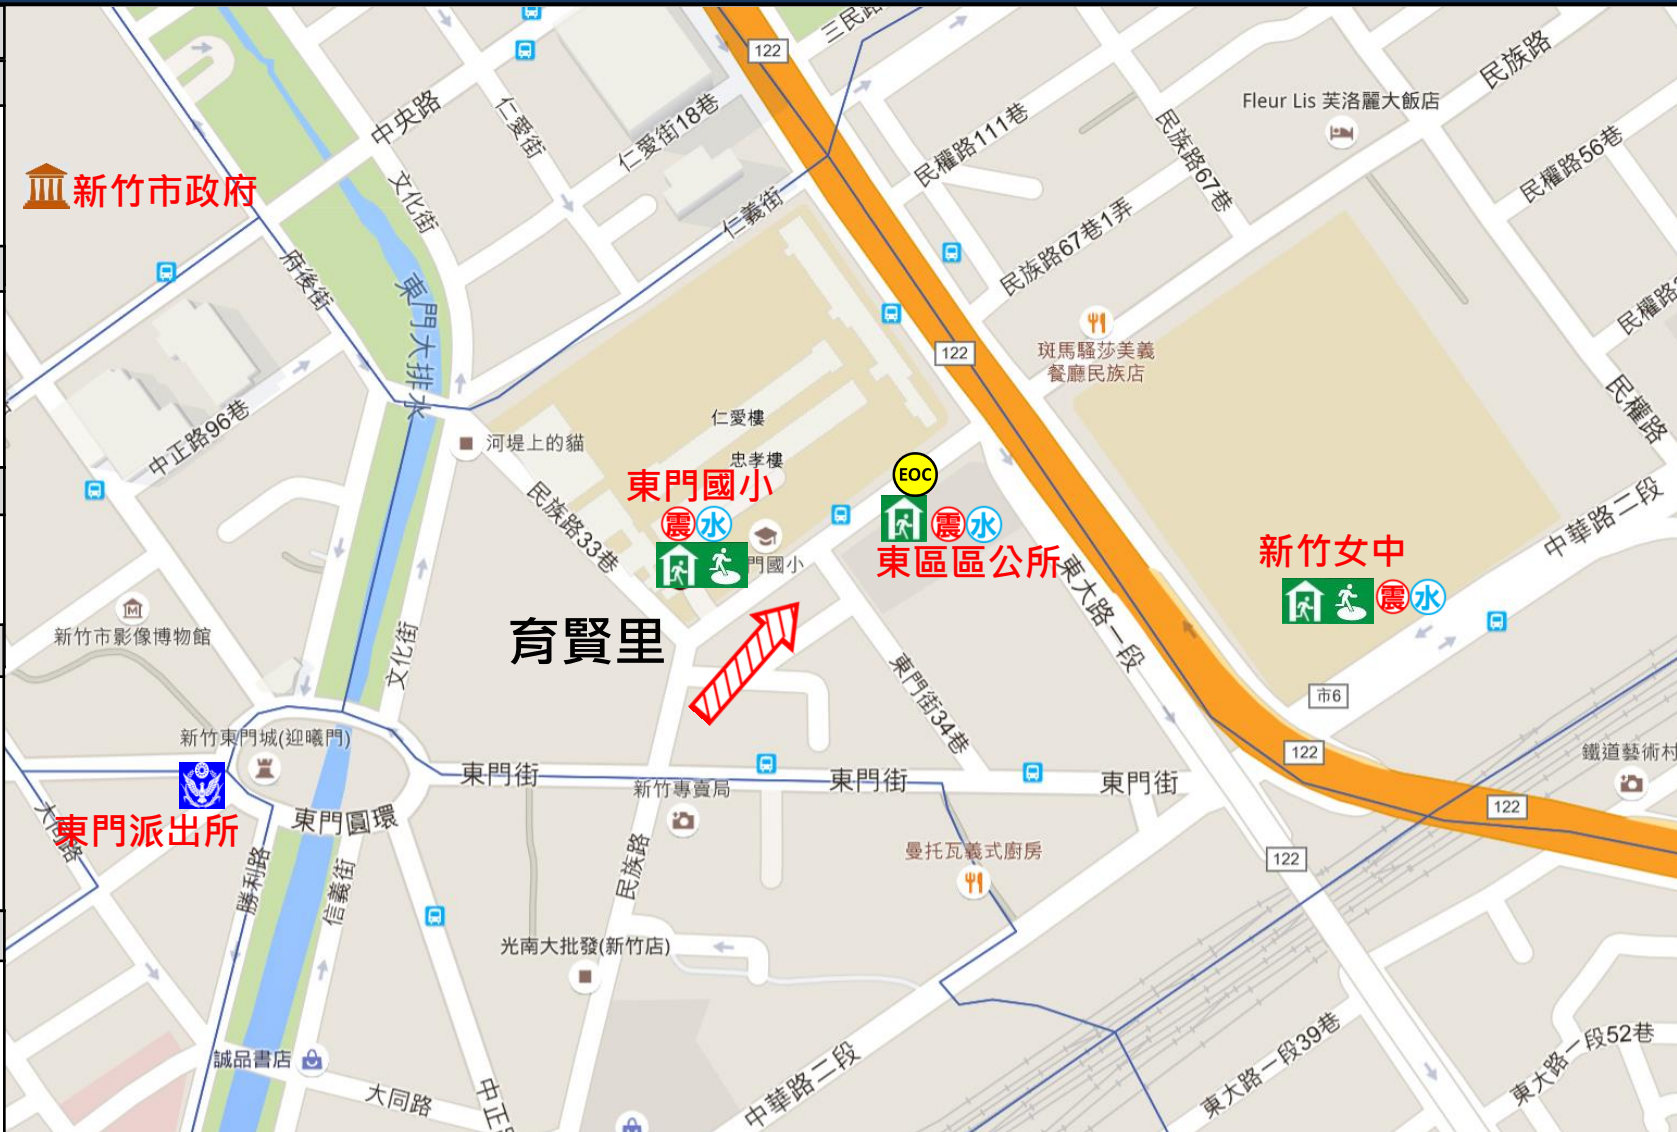 三民路
122
民族路
Fleur Lis 芙洛麗大飯店
中央路
仁愛街
仁愛街18巷
民權路111巷
民族路67巷
民權路56巷
新竹市政府
文化街
仁義街
民族路67巷1弄
府後街
東門大排水
民權路
122
斑馬騷莎美義
餐廳民族店
中正路96巷
仁愛樓
民權路
河堤上的貓
忠孝樓
EOC
東門國小
民族路33巷
震水
震水
中華路二段
門國小
東區區公所
新竹女中
震水
東大路一段
新竹市影像博物館
文化街
育賢里
東門街34巷
市6
新竹東門城(迎曦門)
122
鐵道藝術村
東門街
東門街
東門街
新竹專賣局
122
大同路
東門派出所
東門圓環
民族路
曼托瓦義式廚房
122
勝利路
信義街
光南大批發(新竹店)
誠品書店
大同路
中正
中華路二段
東大路一段39巷
東大路一段52巷